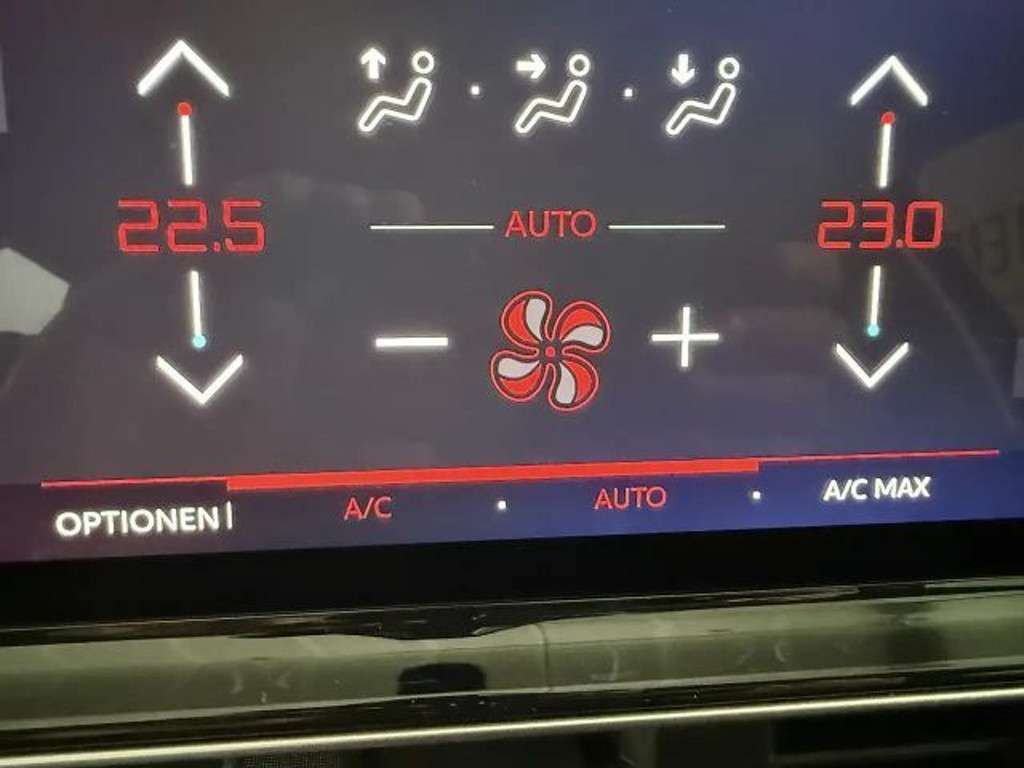 22.5 AUTO 23.0
OPTIONEN A/C AUTO A/C MAX